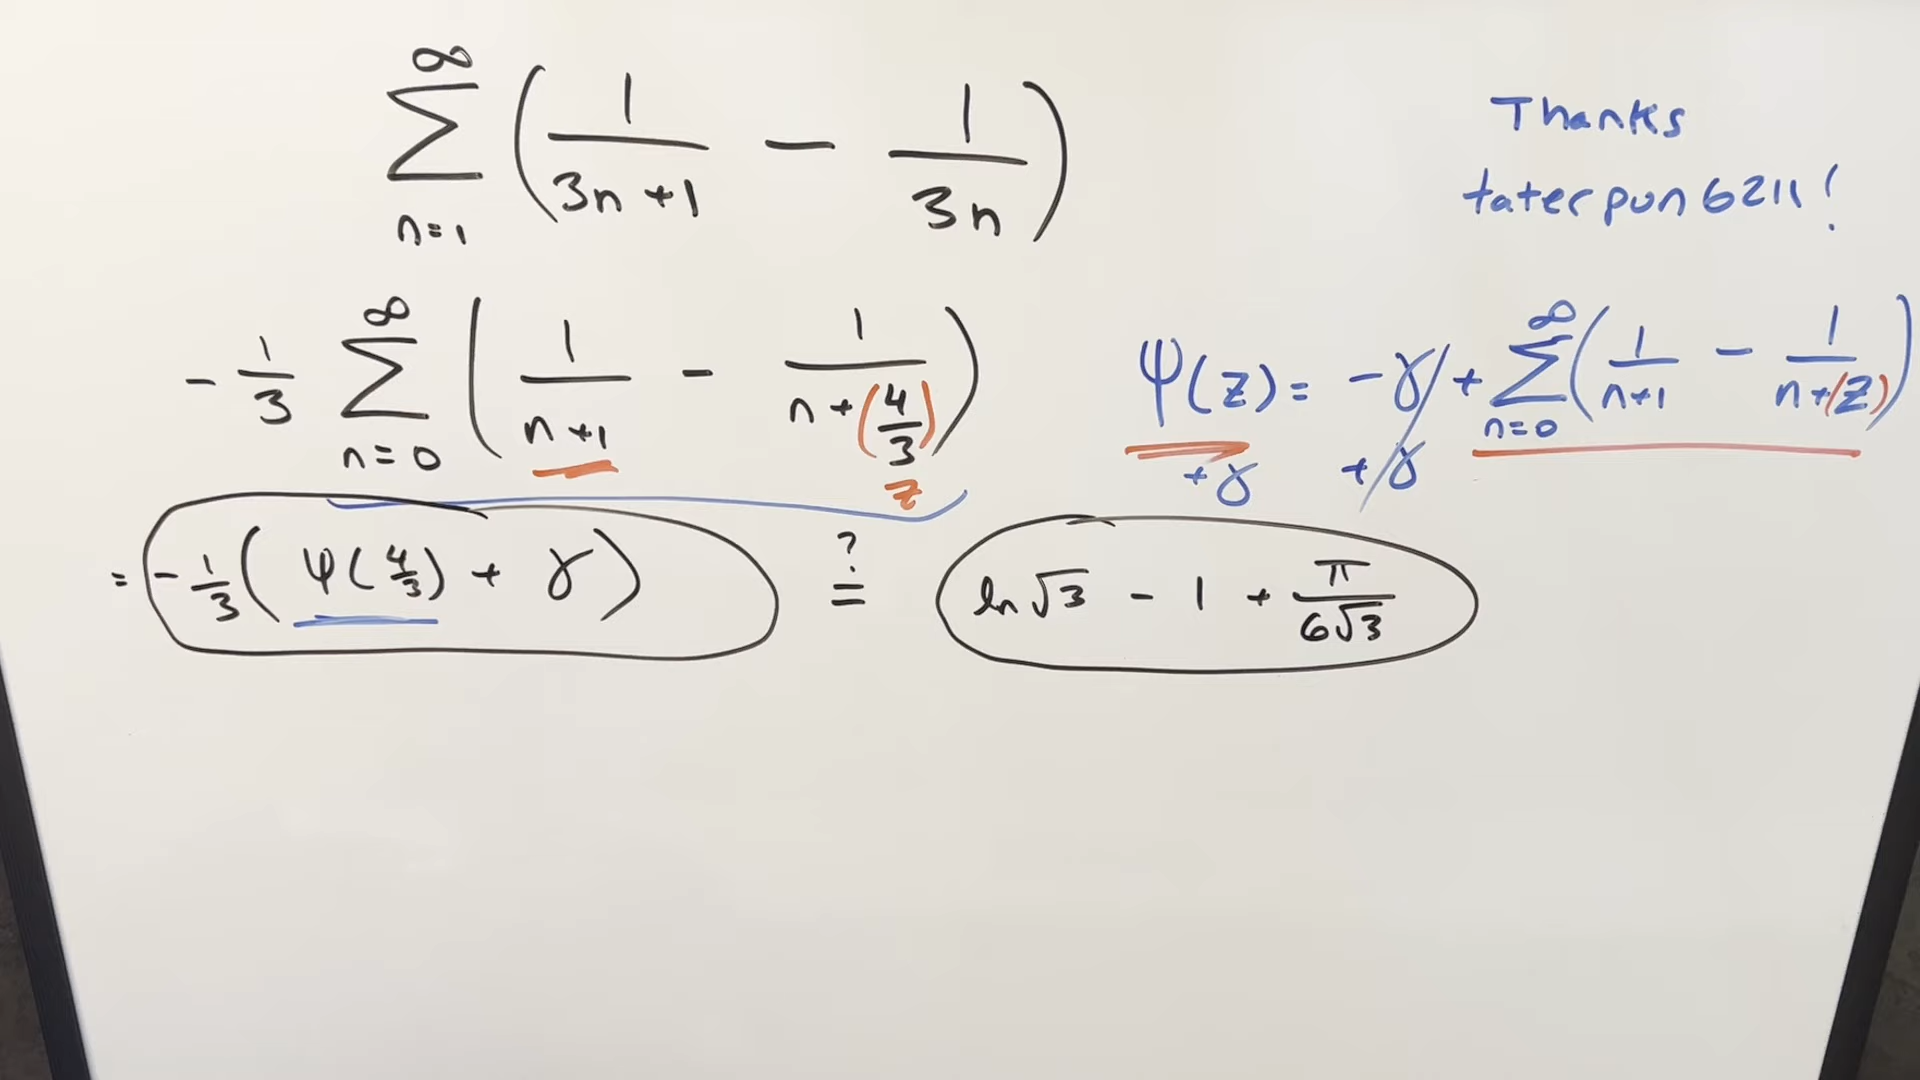 ∞
∑ ( 1/(3n+1) − 1/(3n) )
n=1
Thanks
taterpun6211!
−1/3 ∑ ( 1/(n+1) − 1/(n+(4/3)) )
∞
n=0
z
Ψ(z) = −γ + ∑ ( 1/(n+1) − 1/(n+(z)) )
∞
n=0
+γ +γ
= −1/3 ( Ψ(4/3) + γ ) ?= ln√3 − 1 + π/(6√3)